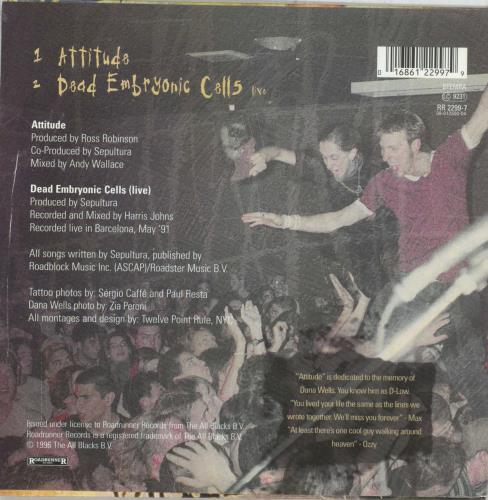 1 Attitude
2 Dead Embryonic Cells live
0 16861 22997 9
STEMRA
LC 9231
RR 2299-7
Attitude
Produced by Ross Robinson
Co-Produced by Sepultura
Mixed by Andy Wallace
Dead Embryonic Cells (live)
Produced by Sepultura
Recorded and Mixed by Harris Johns
Recorded live in Barcelona, May '91
All songs written by Sepultura, published by
Roadblock Music Inc. (ASCAP)/Roadster Music B.V.
Tattoo photos by: Sérgio Caffé and Paul Resta
Dana Wells photo by: Zia Peroni
All montages and design by: Twelve Point Rule, NYC
"Attitude" is dedicated to the memory of
Dana Wells. You know him as D-Low.
"You lived your life the same as the lines we
wrote together. We'll miss you forever" - Max
"At least there's one cool guy walking around
heaven" - Ozzy
Issued under license to Roadrunner Records from The All Blacks B.V.
Roadrunner Records is a registered trademark of The All Blacks B.V.
© 1996 The All Blacks B.V.
ROADRUNNER